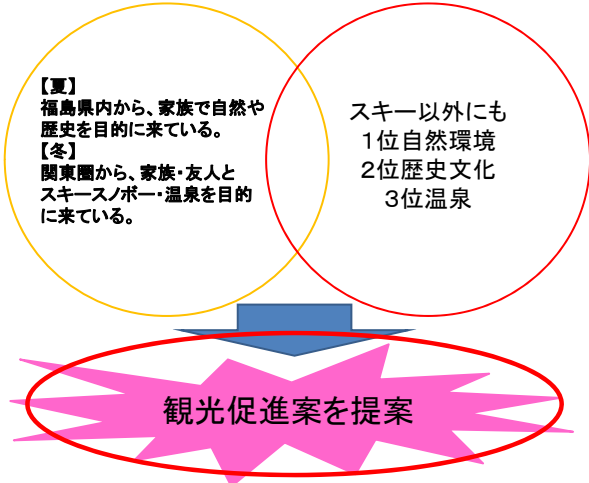 【夏】
福島県内から、家族で自然や
歴史を目的に来ている。
【冬】
関東圏から、家族・友人と
スキースノボー・温泉を目的
に来ている。
スキー以外にも
1位自然環境
2位歴史文化
3位温泉
観光促進案を提案